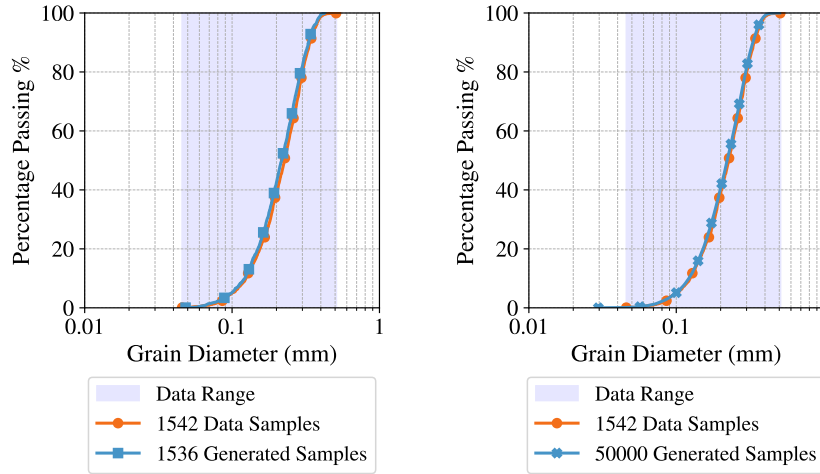 100
80
60
40
20
0
Percentage Passing %
0.01
0.1
1
Grain Diameter (mm)
Data Range
1542 Data Samples
1536 Generated Samples
100
80
60
40
20
0
Percentage Passing %
0.01
0.1
Grain Diameter (mm)
Data Range
1542 Data Samples
50000 Generated Samples